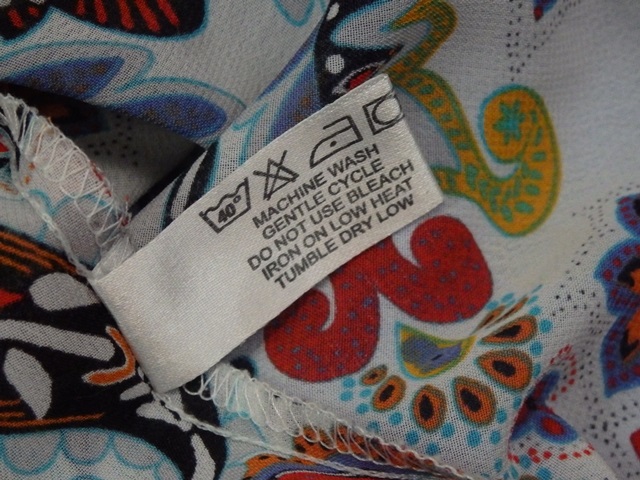 40°
MACHINE WASH
GENTLE CYCLE
DO NOT USE BLEACH
IRON ON LOW HEAT
TUMBLE DRY LOW